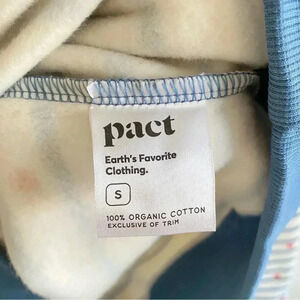 pact
Earth's Favorite
Clothing.
S
100% ORGANIC COTTON
EXCLUSIVE OF TRIM